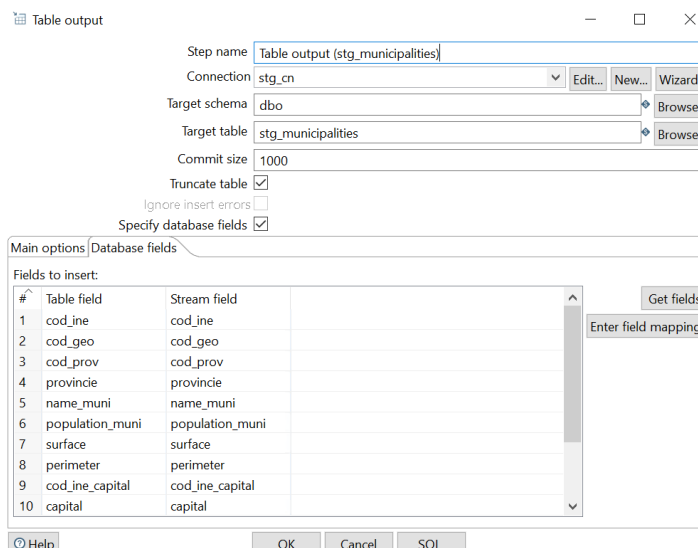 Table output
Step name Table output (stg_municipalities)
Connection stg_cn Edit... New... Wizard
Target schema dbo Browse
Target table stg_municipalities Browse
Commit size 1000
Truncate table
Ignore insert errors
Specify database fields
Main options Database fields
Fields to insert:
# Table field Stream field Get fields
1 cod_ine cod_ine Enter field mapping
2 cod_geo cod_geo
3 cod_prov cod_prov
4 provincie provincie
5 name_muni name_muni
6 population_muni population_muni
7 surface surface
8 perimeter perimeter
9 cod_ine_capital cod_ine_capital
10 capital capital
Help OK Cancel SQL